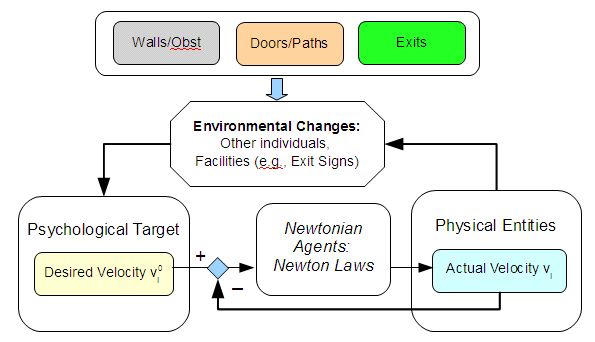 Walls/Obst
Doors/Paths
Exits
Environmental Changes:
Other individuals,
Facilities (e.g., Exit Signs)
Psychological Target
Desired Velocity v_i^0
+
−
Newtonian
Agents:
Newton Laws
Physical Entities
Actual Velocity v_i